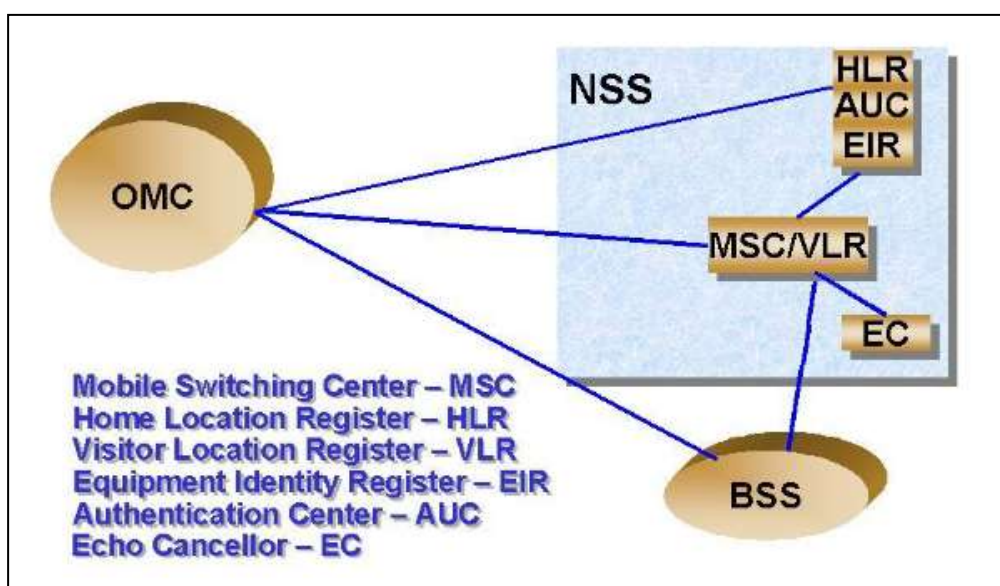 NSS
HLR
AUC
EIR
OMC
MSC/VLR
EC
Mobile Switching Center – MSC
Home Location Register – HLR
Visitor Location Register – VLR
Equipment Identity Register – EIR
Authentication Center – AUC
Echo Cancellor – EC
BSS